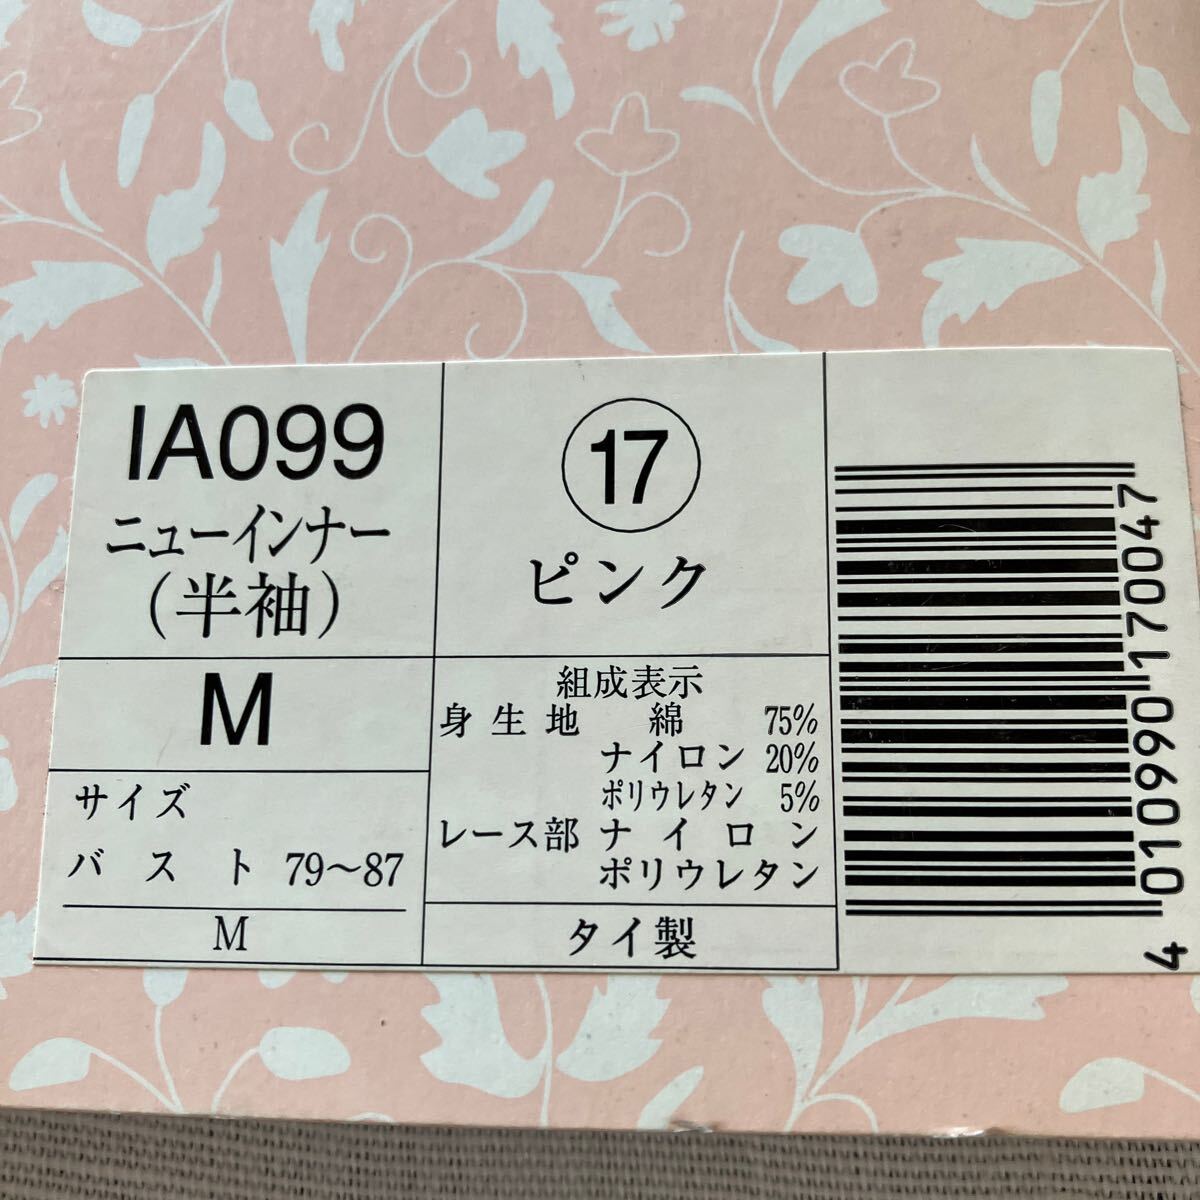 IA099
ニューインナー
(半袖)
M
サイズ
バスト 79〜87
M
17
ピンク
組成表示
身生地 綿 75%
ナイロン 20%
ポリウレタン 5%
レース部 ナイロン
ポリウレタン
タイ製
4 010990 170047